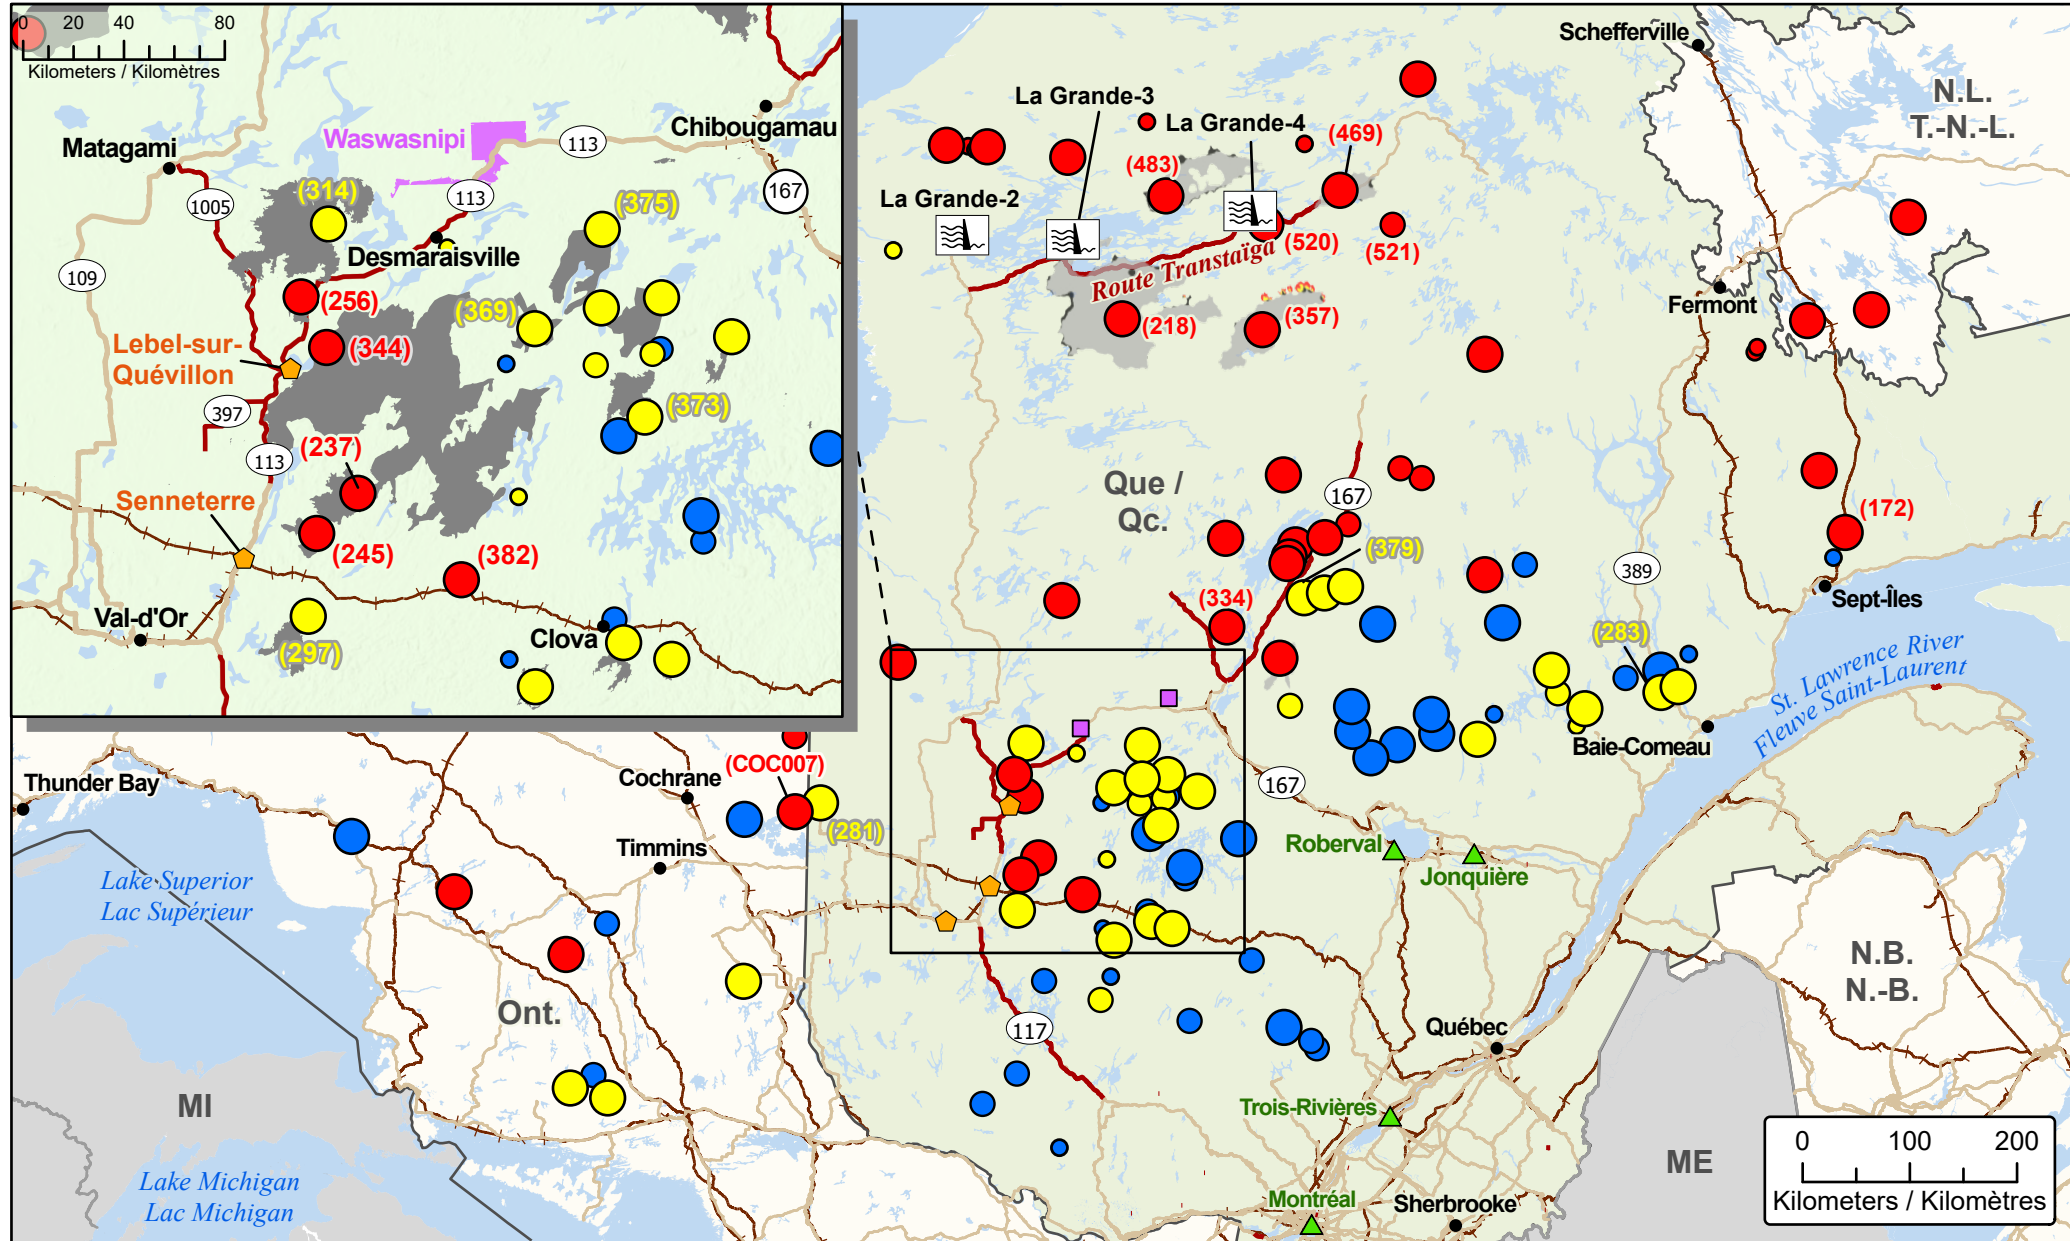 0 20 40 80
Kilometers / Kilomètres
Matagami
Waswasnipi
113
Chibougamau
167
1005
(314)
113
(375)
Desmaraisville
109
(256)
(369)
Lebel-sur-
Quévillon
(344)
397
(373)
(237)
113
Senneterre
(245)
(382)
Val-d'Or
(297)
Clova
Schefferville
N.L.
T.-N.-L.
La Grande-3
La Grande-4
(469)
(483)
La Grande-2
(520)
(521)
Route Transtaïga
Fermont
(218)
(357)
Que /
Qc.
167
(172)
(379)
389
(334)
Sept-Îles
(283)
St. Lawrence River
Fleuve Saint-Laurent
Baie-Comeau
Thunder Bay
Cochrane
(COC007)
(281)
167
Timmins
Roberval
Jonquière
Lake Superior
Lac Supérieur
N.B.
N.-B.
Ont.
117
Québec
MI
Trois-Rivières
ME
0 100 200
Kilometers / Kilomètres
Lake Michigan
Lac Michigan
Montréal
Sherbrooke